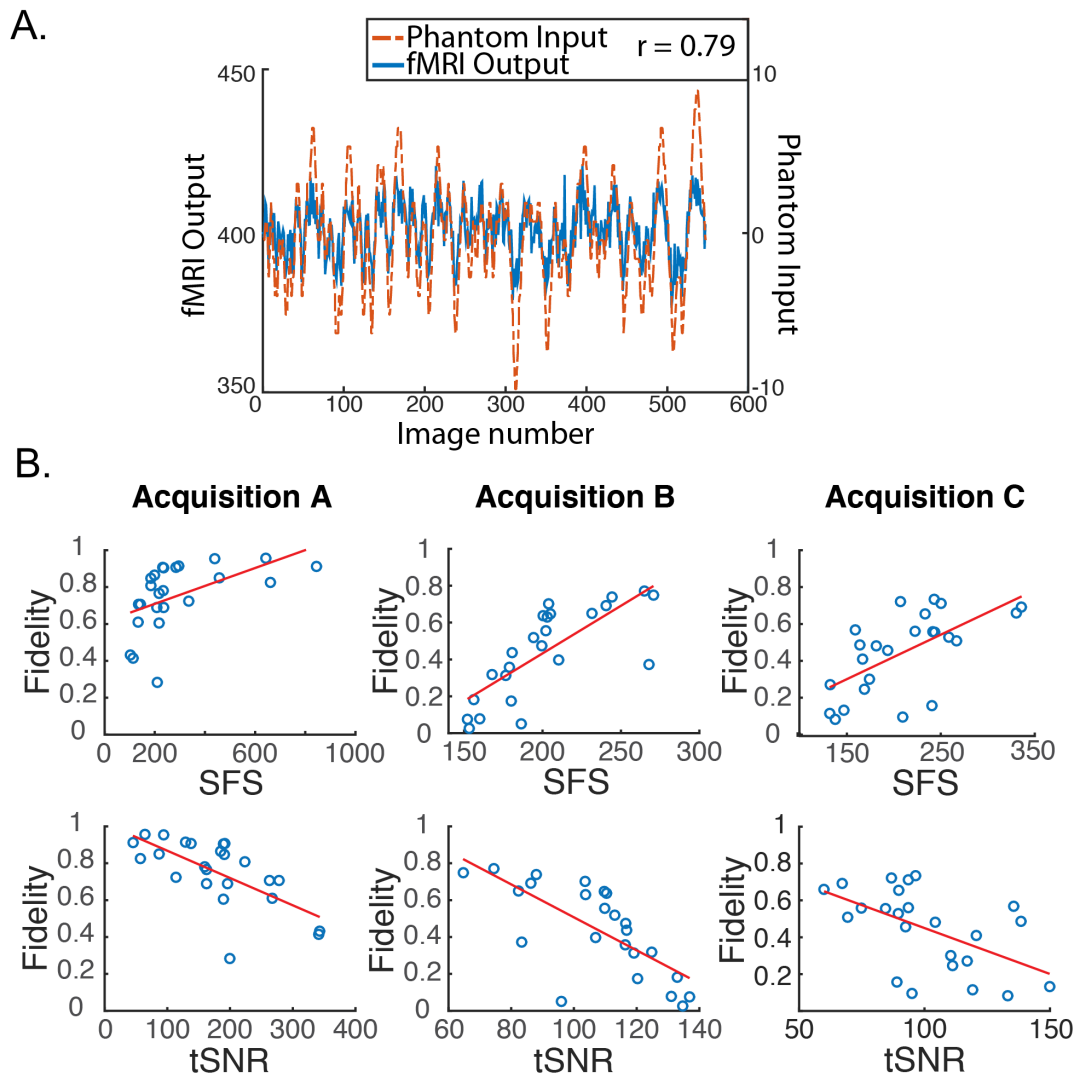 A.
Phantom Input
fMRI Output
r = 0.79
450
400
350
fMRI Output
10
0
-10
Phantom Input
0 100 200 300 400 500 600
Image number
B.
Acquisition A
Acquisition B
Acquisition C
1
0.8
0.6
0.4
0.2
0
Fidelity
0 200 600 1000
SFS
1
0.8
0.6
0.4
0.2
0
Fidelity
150 200 250 300
SFS
1
0.8
0.6
0.4
0.2
0
Fidelity
150 250 350
SFS
1
0.8
0.6
0.4
0.2
0
Fidelity
0 100 200 300 400
tSNR
1
0.8
0.6
0.4
0.2
0
Fidelity
60 80 100 120 140
tSNR
1
0.8
0.6
0.4
0.2
Fidelity
50 100 150
tSNR